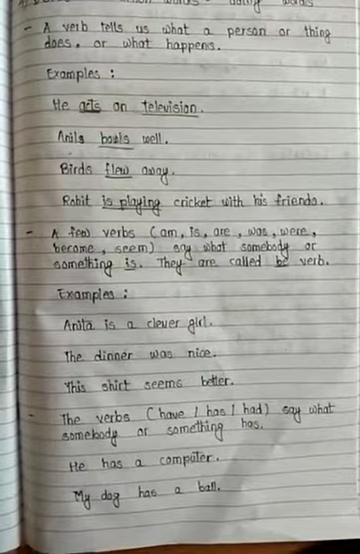 words - doing words
- A verb tells us what a person or thing
does, or what happens.
Examples :
He acts on television.
Anils bowls well.
Birds flew away.
Rohit is playing cricket with his friends.
- A few verbs (am, is, are, was, were,
become, seem) say what somebody or
something is. They are called be verb.
Examples :
Anita is a clever girl.
The dinner was nice.
This shirt seems better.
- The verbs (have / has / had) say what
somebody or something has.
He has a computer.
My dog has a ball.